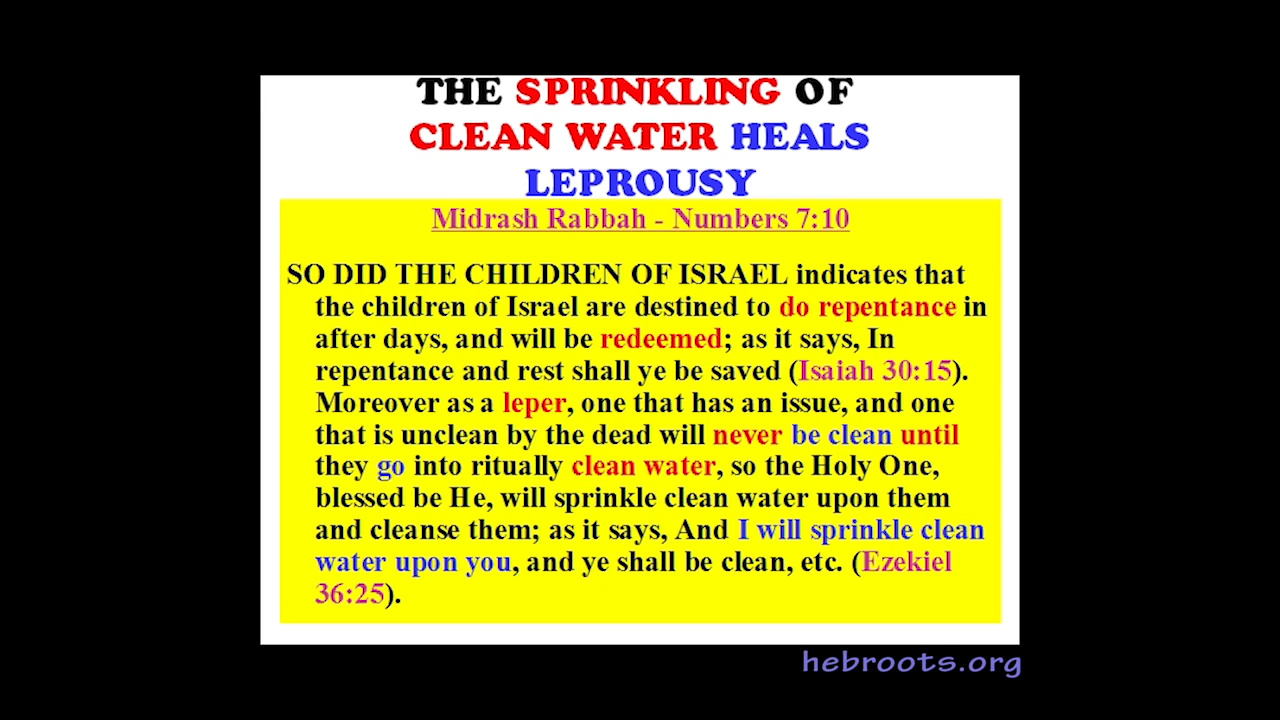 THE SPRINKLING OF
CLEAN WATER HEALS
LEPROUSY
Midrash Rabbah - Numbers 7:10
SO DID THE CHILDREN OF ISRAEL indicates that
the children of Israel are destined to do repentance in
after days, and will be redeemed; as it says, In
repentance and rest shall ye be saved (Isaiah 30:15).
Moreover as a leper, one that has an issue, and one
that is unclean by the dead will never be clean until
they go into ritually clean water, so the Holy One,
blessed be He, will sprinkle clean water upon them
and cleanse them; as it says, And I will sprinkle clean
water upon you, and ye shall be clean, etc. (Ezekiel
36:25).
hebroots.org